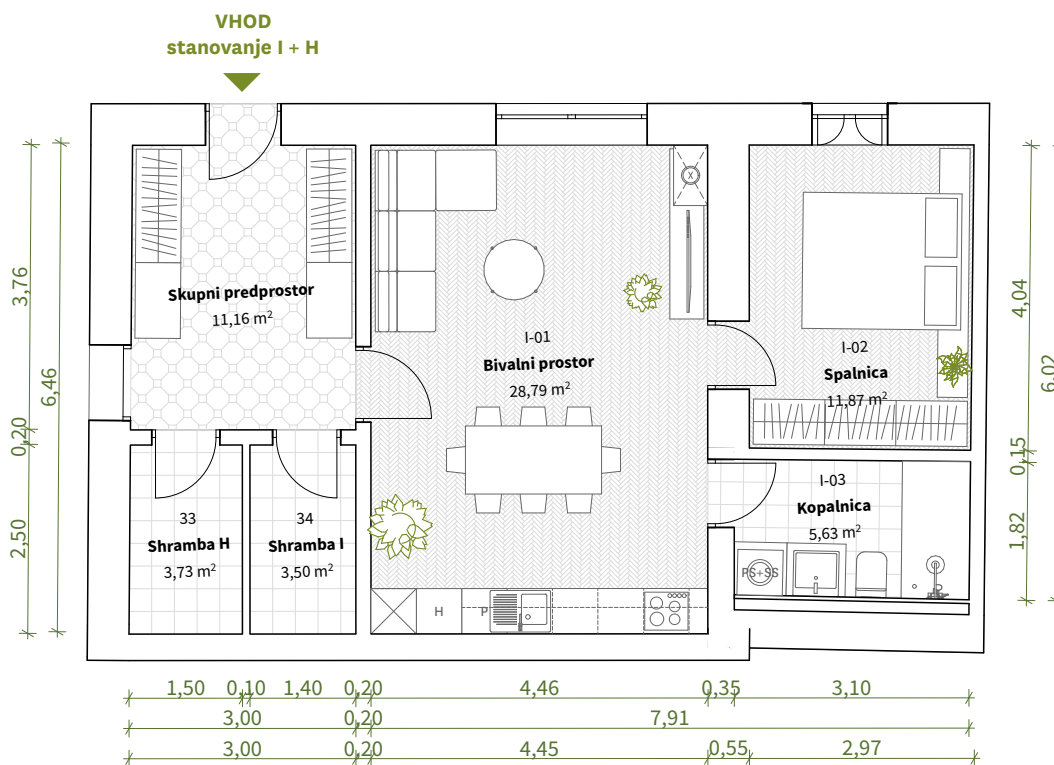 VHOD
stanovanje I + H
Skupni predprostor
11,16 m²
I-01
Bivalni prostor
28,79 m²
I-02
Spalnica
11,87 m²
I-03
Kopalnica
5,63 m²
33
Shramba H
3,73 m²
34
Shramba I
3,50 m²
X
PS+SS
H
P
3,76
0,20
2,50
6,46
4,04
0,15
1,82
6,02
1,50 0,10 1,40 0,20 4,46 0,35 3,10
3,00 0,20 7,91
3,00 0,20 4,45 0,55 2,97